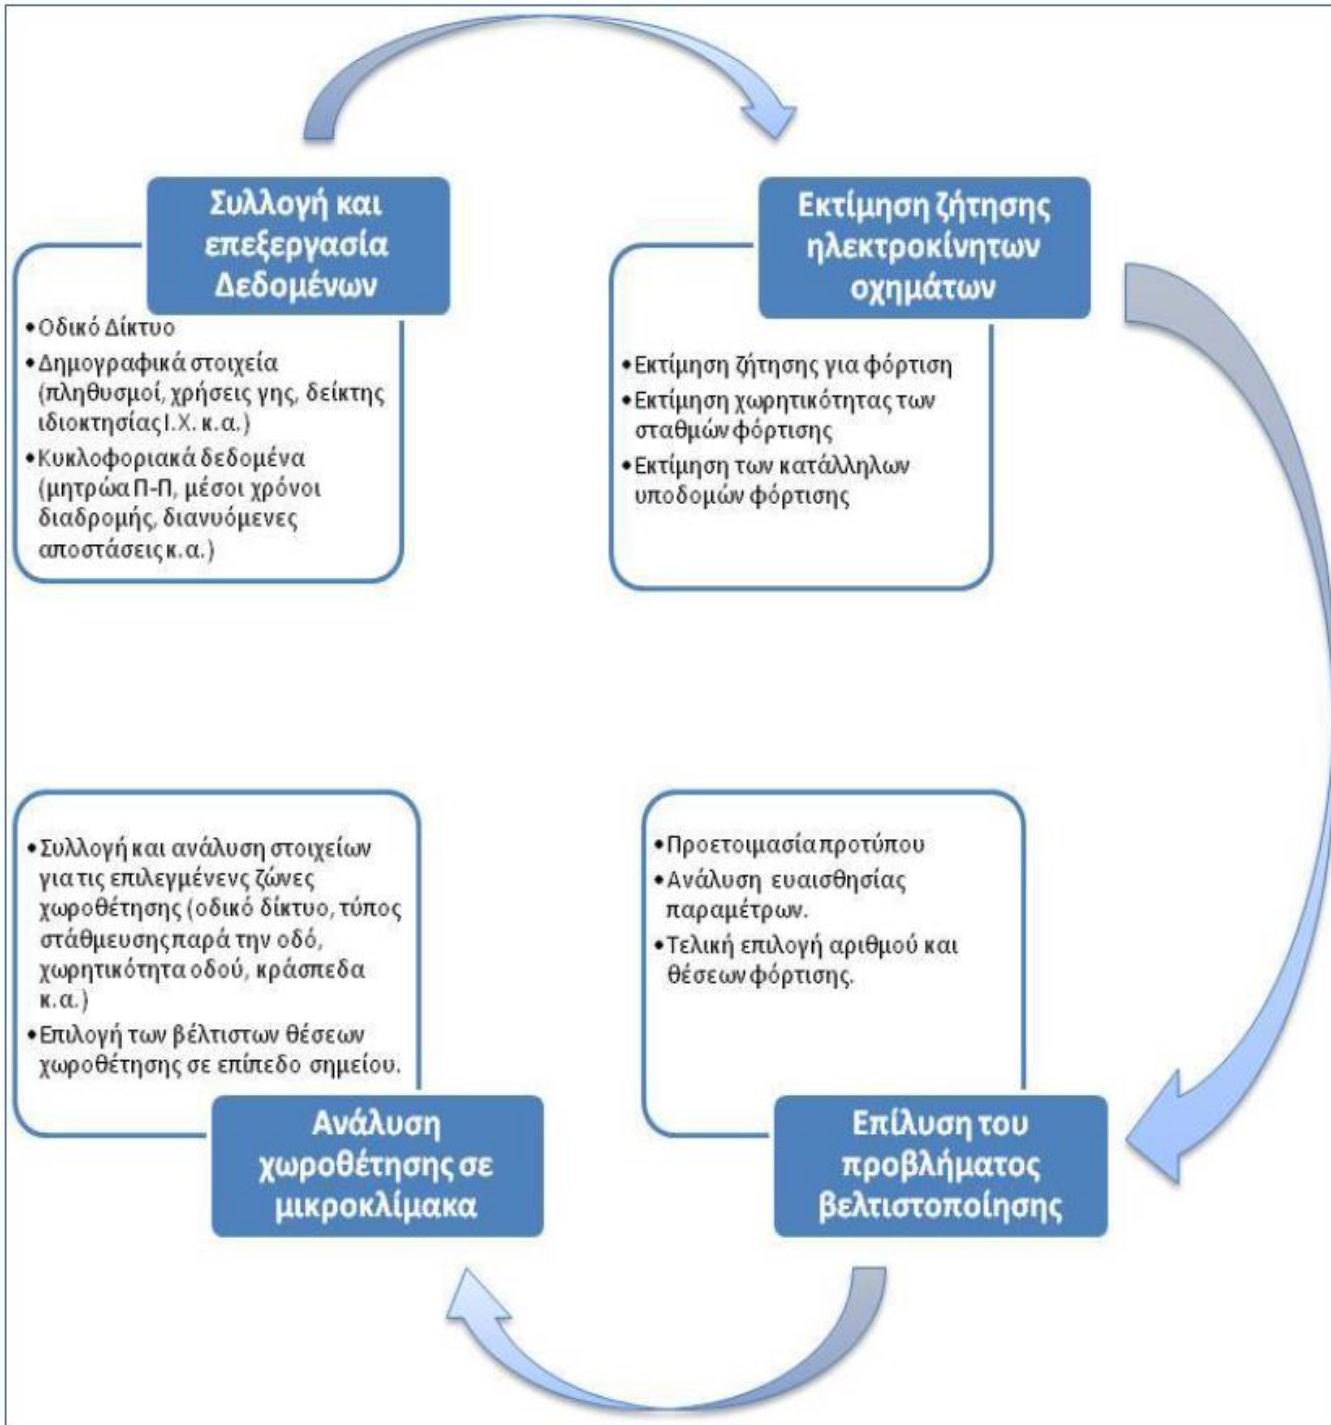 Συλλογή και
επεξεργασία
Δεδομένων
•Οδικό Δίκτυο
•Δημογραφικά στοιχεία
(πληθυσμοί, χρήσεις γης, δείκτης
ιδιοκτησίας Ι.Χ. κ.α.)
•Κυκλοφοριακά δεδομένα
(μητρώα Π-Π, μέσοι χρόνοι
διαδρομής, διανυόμενες
αποστάσεις κ.α.)
Εκτίμηση ζήτησης
ηλεκτροκίνητων
οχημάτων
•Εκτίμηση ζήτησης για φόρτιση
•Εκτίμηση χωρητικότητας των
σταθμών φόρτισης
•Εκτίμηση των κατάλληλων
υποδομών φόρτισης
•Προετοιμασία προτύπου
•Ανάλυση ευαισθησίας
παραμέτρων.
•Τελική επιλογή αριθμού και
θέσεων φόρτισης.
Επίλυση του
προβλήματος
βελτιστοποίησης
•Συλλογή και ανάλυση στοιχείων
για τις επιλεγμένενς ζώνες
χωροθέτησης (οδικό δίκτυο, τύπος
στάθμευσης παρά την οδό,
χωρητικότητα οδού, κράσπεδα
κ.α.)
•Επιλογή των βέλτιστων θέσεων
χωροθέτησης σε επίπεδο σημείου.
Ανάλυση
χωροθέτησης σε
μικροκλίμακα